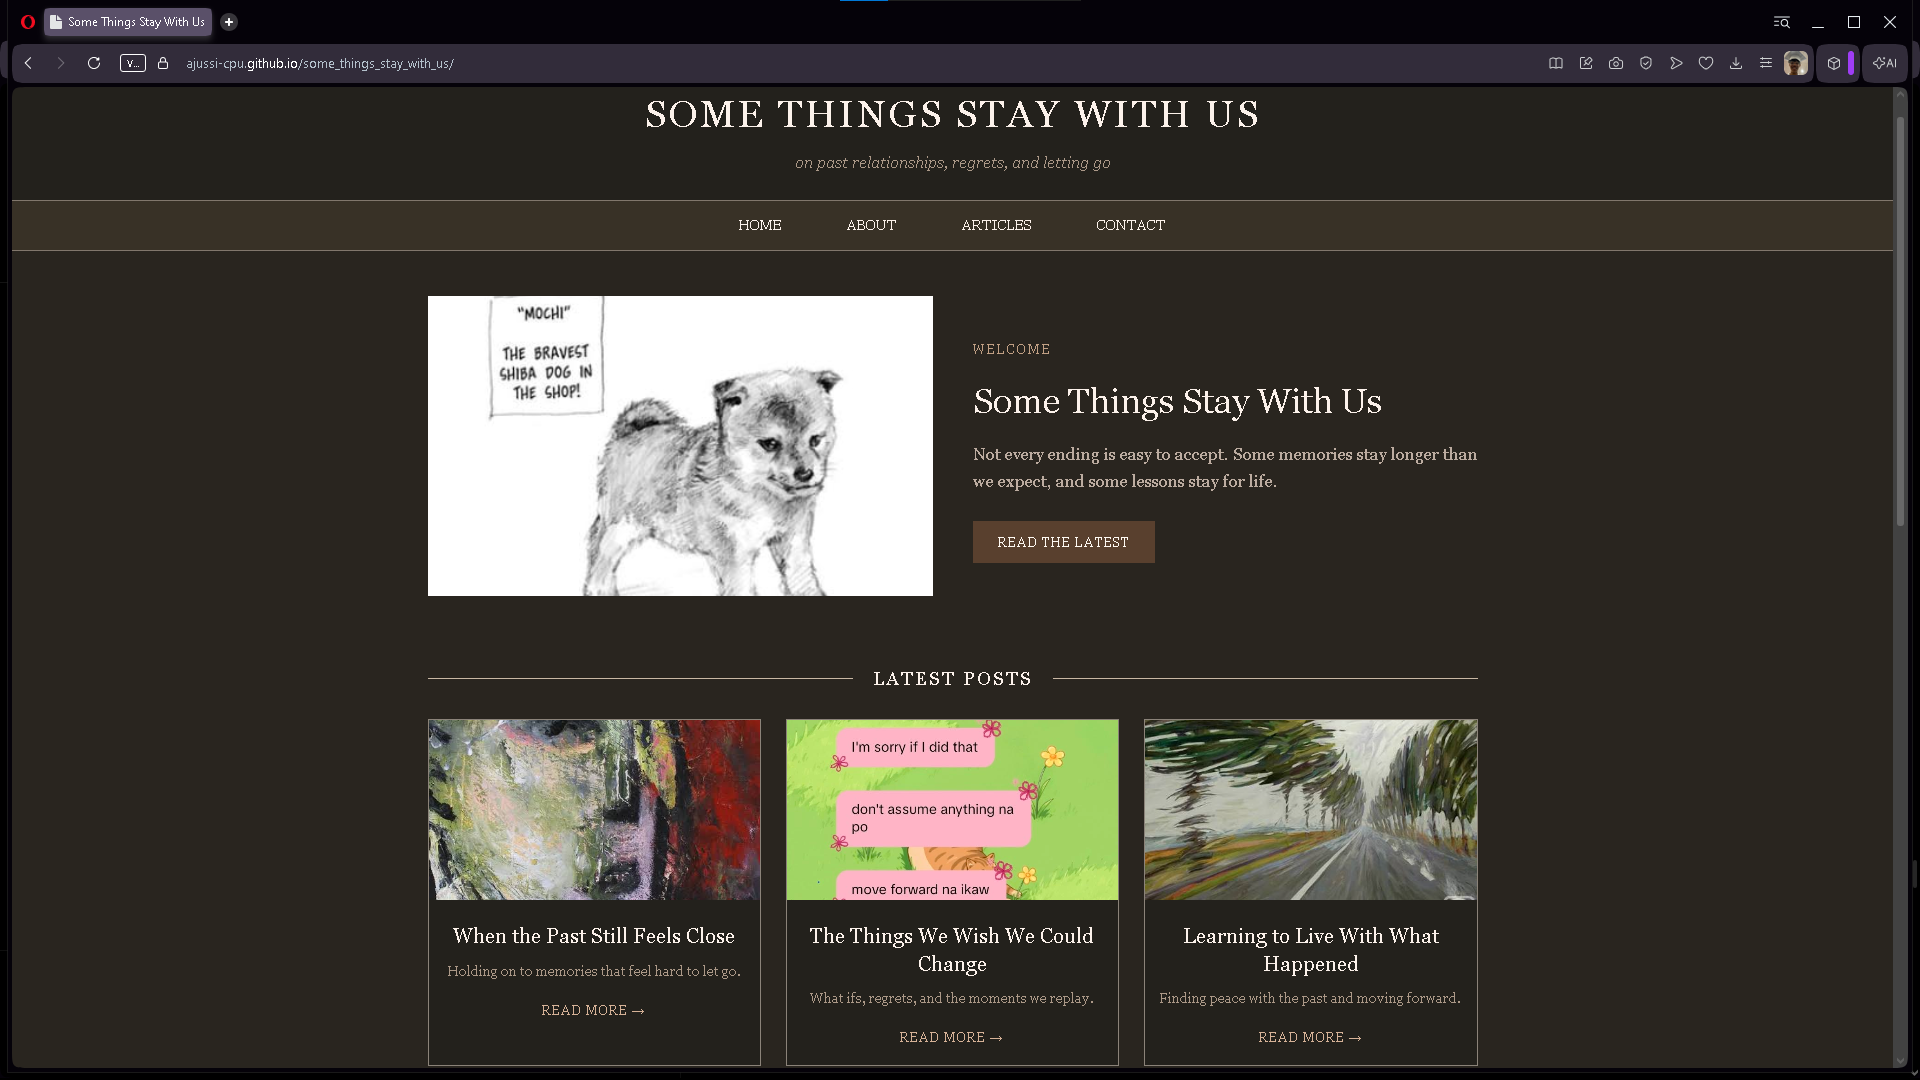 Some Things Stay With Us
V...
ajussi-cpu.github.io/some_things_stay_with_us/
AI
SOME THINGS STAY WITH US
on past relationships, regrets, and letting go
HOME
ABOUT
ARTICLES
CONTACT
"MOCHI"
THE BRAVEST
SHIBA DOG IN
THE SHOP!
WELCOME
Some Things Stay With Us
Not every ending is easy to accept. Some memories stay longer than
we expect, and some lessons stay for life.
READ THE LATEST
LATEST POSTS
When the Past Still Feels Close
Holding on to memories that feel hard to let go.
READ MORE →
I'm sorry if I did that
don't assume anything na
po
move forward na ikaw
The Things We Wish We Could
Change
What ifs, regrets, and the moments we replay.
READ MORE →
Learning to Live With What
Happened
Finding peace with the past and moving forward.
READ MORE →